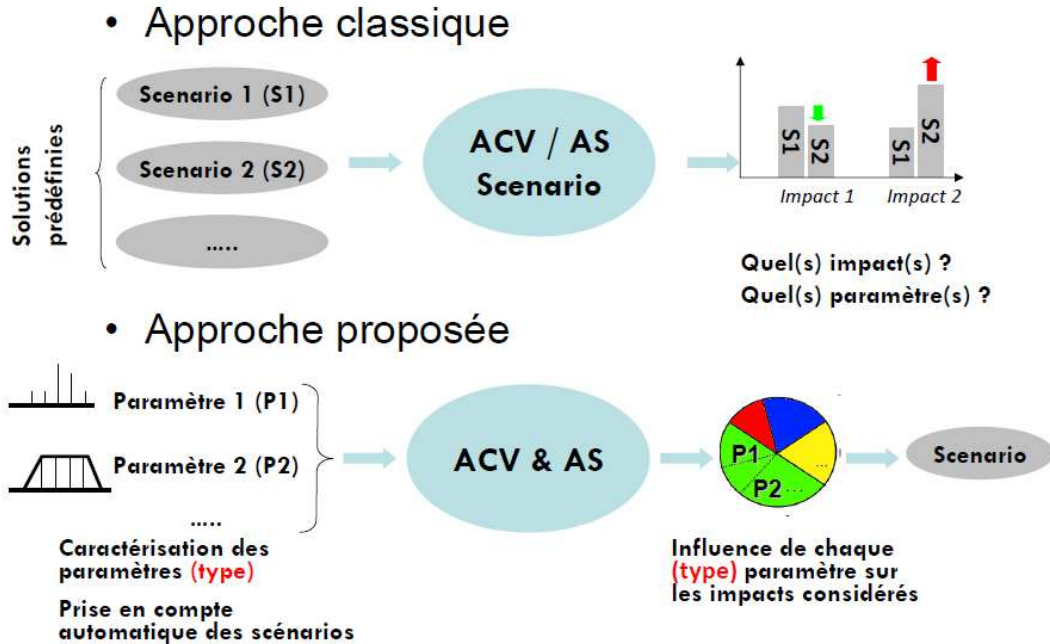 • Approche classique
Solutions
prédéfinies
Scenario 1 (S1)
Scenario 2 (S2)
.....
ACV / AS
Scenario
S1
S2
S1
S2
Impact 1
Impact 2
Quel(s) impact(s) ?
Quel(s) paramètre(s) ?
• Approche proposée
Paramètre 1 (P1)
Paramètre 2 (P2)
.....
Caractérisation des
paramètres (type)
Prise en compte
automatique des scénarios
ACV & AS
P1
P2 ...
...
Influence de chaque
(type) paramètre sur
les impacts considérés
Scenario